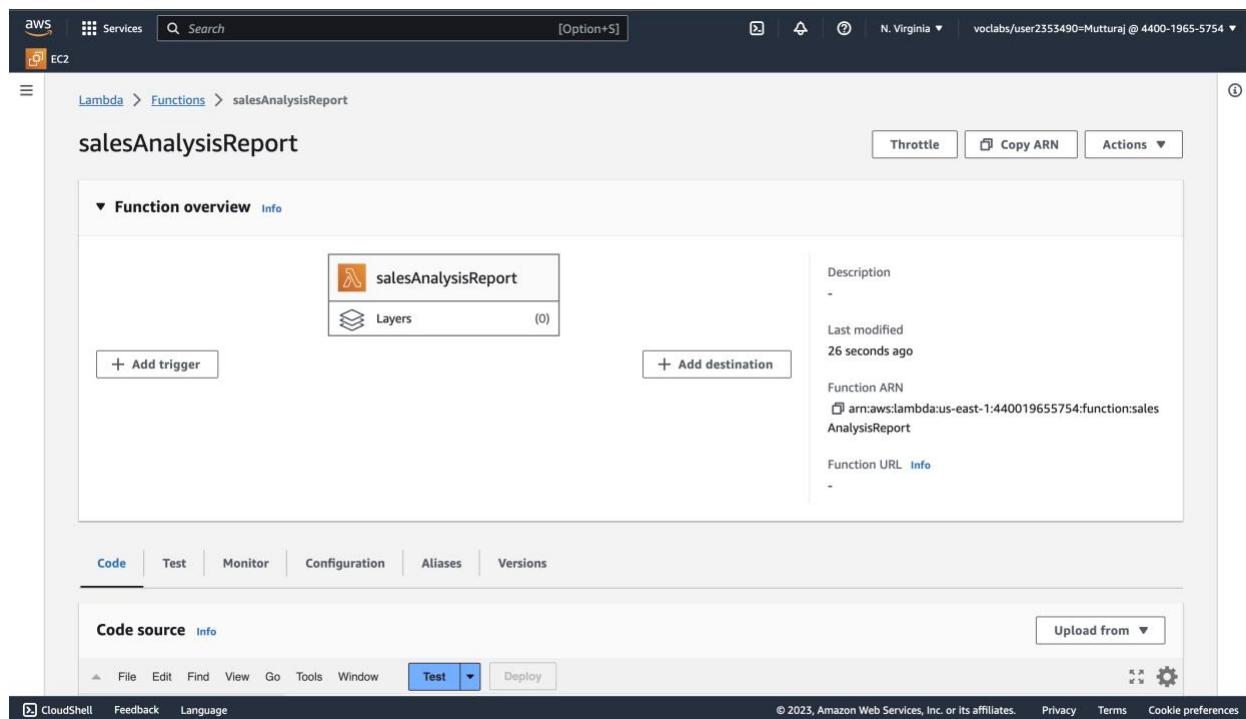 aws
Services
Search
[Option+S]
N. Virginia ▼
voclabs/user2353490=Mutturaj @ 4400-1965-5754 ▼
EC2
Lambda > Functions > salesAnalysisReport
salesAnalysisReport
Throttle
Copy ARN
Actions ▼
▼ Function overview Info
salesAnalysisReport
Layers (0)
+ Add trigger
+ Add destination
Description
-
Last modified
26 seconds ago
Function ARN
arn:aws:lambda:us-east-1:440019655754:function:sales
AnalysisReport
Function URL Info
-
Code
Test
Monitor
Configuration
Aliases
Versions
Code source Info
Upload from ▼
File Edit Find View Go Tools Window
Test
Deploy
CloudShell Feedback Language
© 2023, Amazon Web Services, Inc. or its affiliates. Privacy Terms Cookie preferences